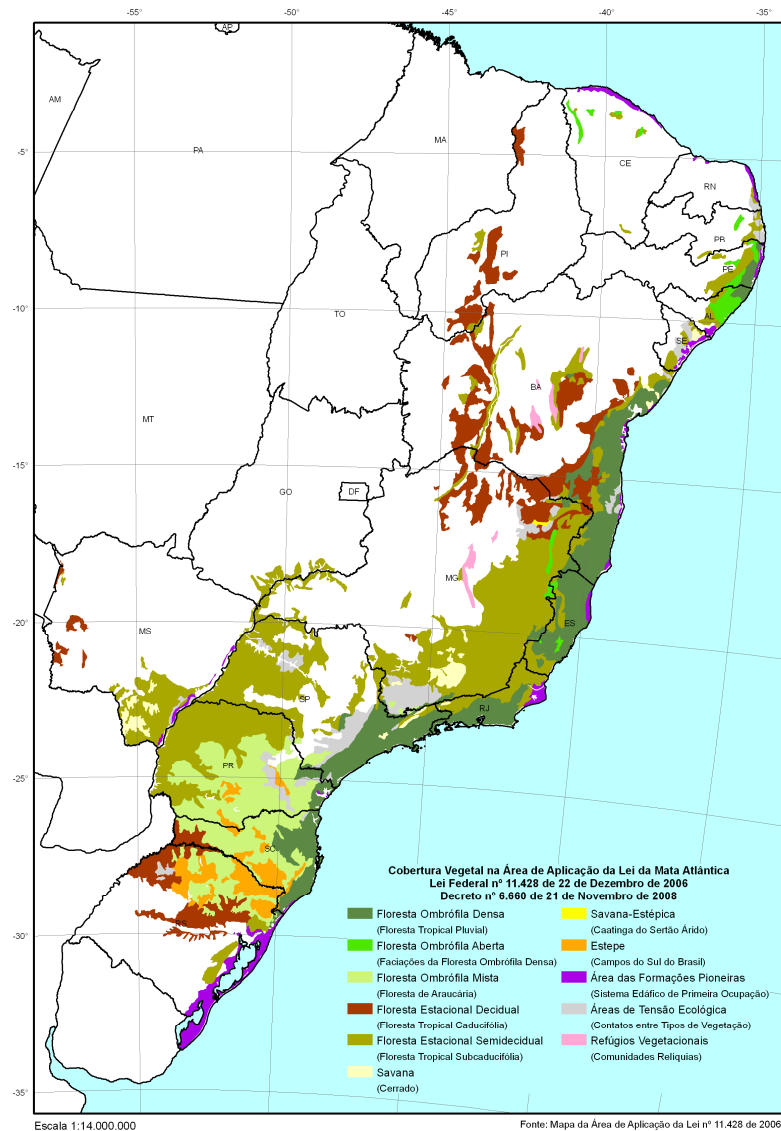 -55° -50° -45° -40° -35°
AP
AM
PA
MA
CE
RN
-5°
PB
PI
PE
-10°
TO
AL
SE
BA
MT
-15°
GO
DF
MG
-20°
MS
ES
SP
RJ
PR
-25°
SC
RS
-30°
-35°
Cobertura Vegetal na Área de Aplicação da Lei da Mata Atlântica
Lei Federal nº 11.428 de 22 de Dezembro de 2006
Decreto nº 6.660 de 21 de Novembro de 2008
Floresta Ombrófila Densa
(Floresta Tropical Pluvial)
Floresta Ombrófila Aberta
(Faciações da Floresta Ombrófila Densa)
Floresta Ombrófila Mista
(Floresta de Araucária)
Floresta Estacional Decidual
(Floresta Tropical Caducifólia)
Floresta Estacional Semidecidual
(Floresta Tropical Subcaducifólia)
Savana
(Cerrado)
Savana-Estépica
(Caatinga do Sertão Árido)
Estepe
(Campos do Sul do Brasil)
Área das Formações Pioneiras
(Sistema Edáfico de Primeira Ocupação)
Áreas de Tensão Ecológica
(Contatos entre Tipos de Vegetação)
Refúgios Vegetacionais
(Comunidades Relíquias)
Escala 1:14.000.000
Fonte: Mapa da Área de Aplicação da Lei nº 11.428 de 2006